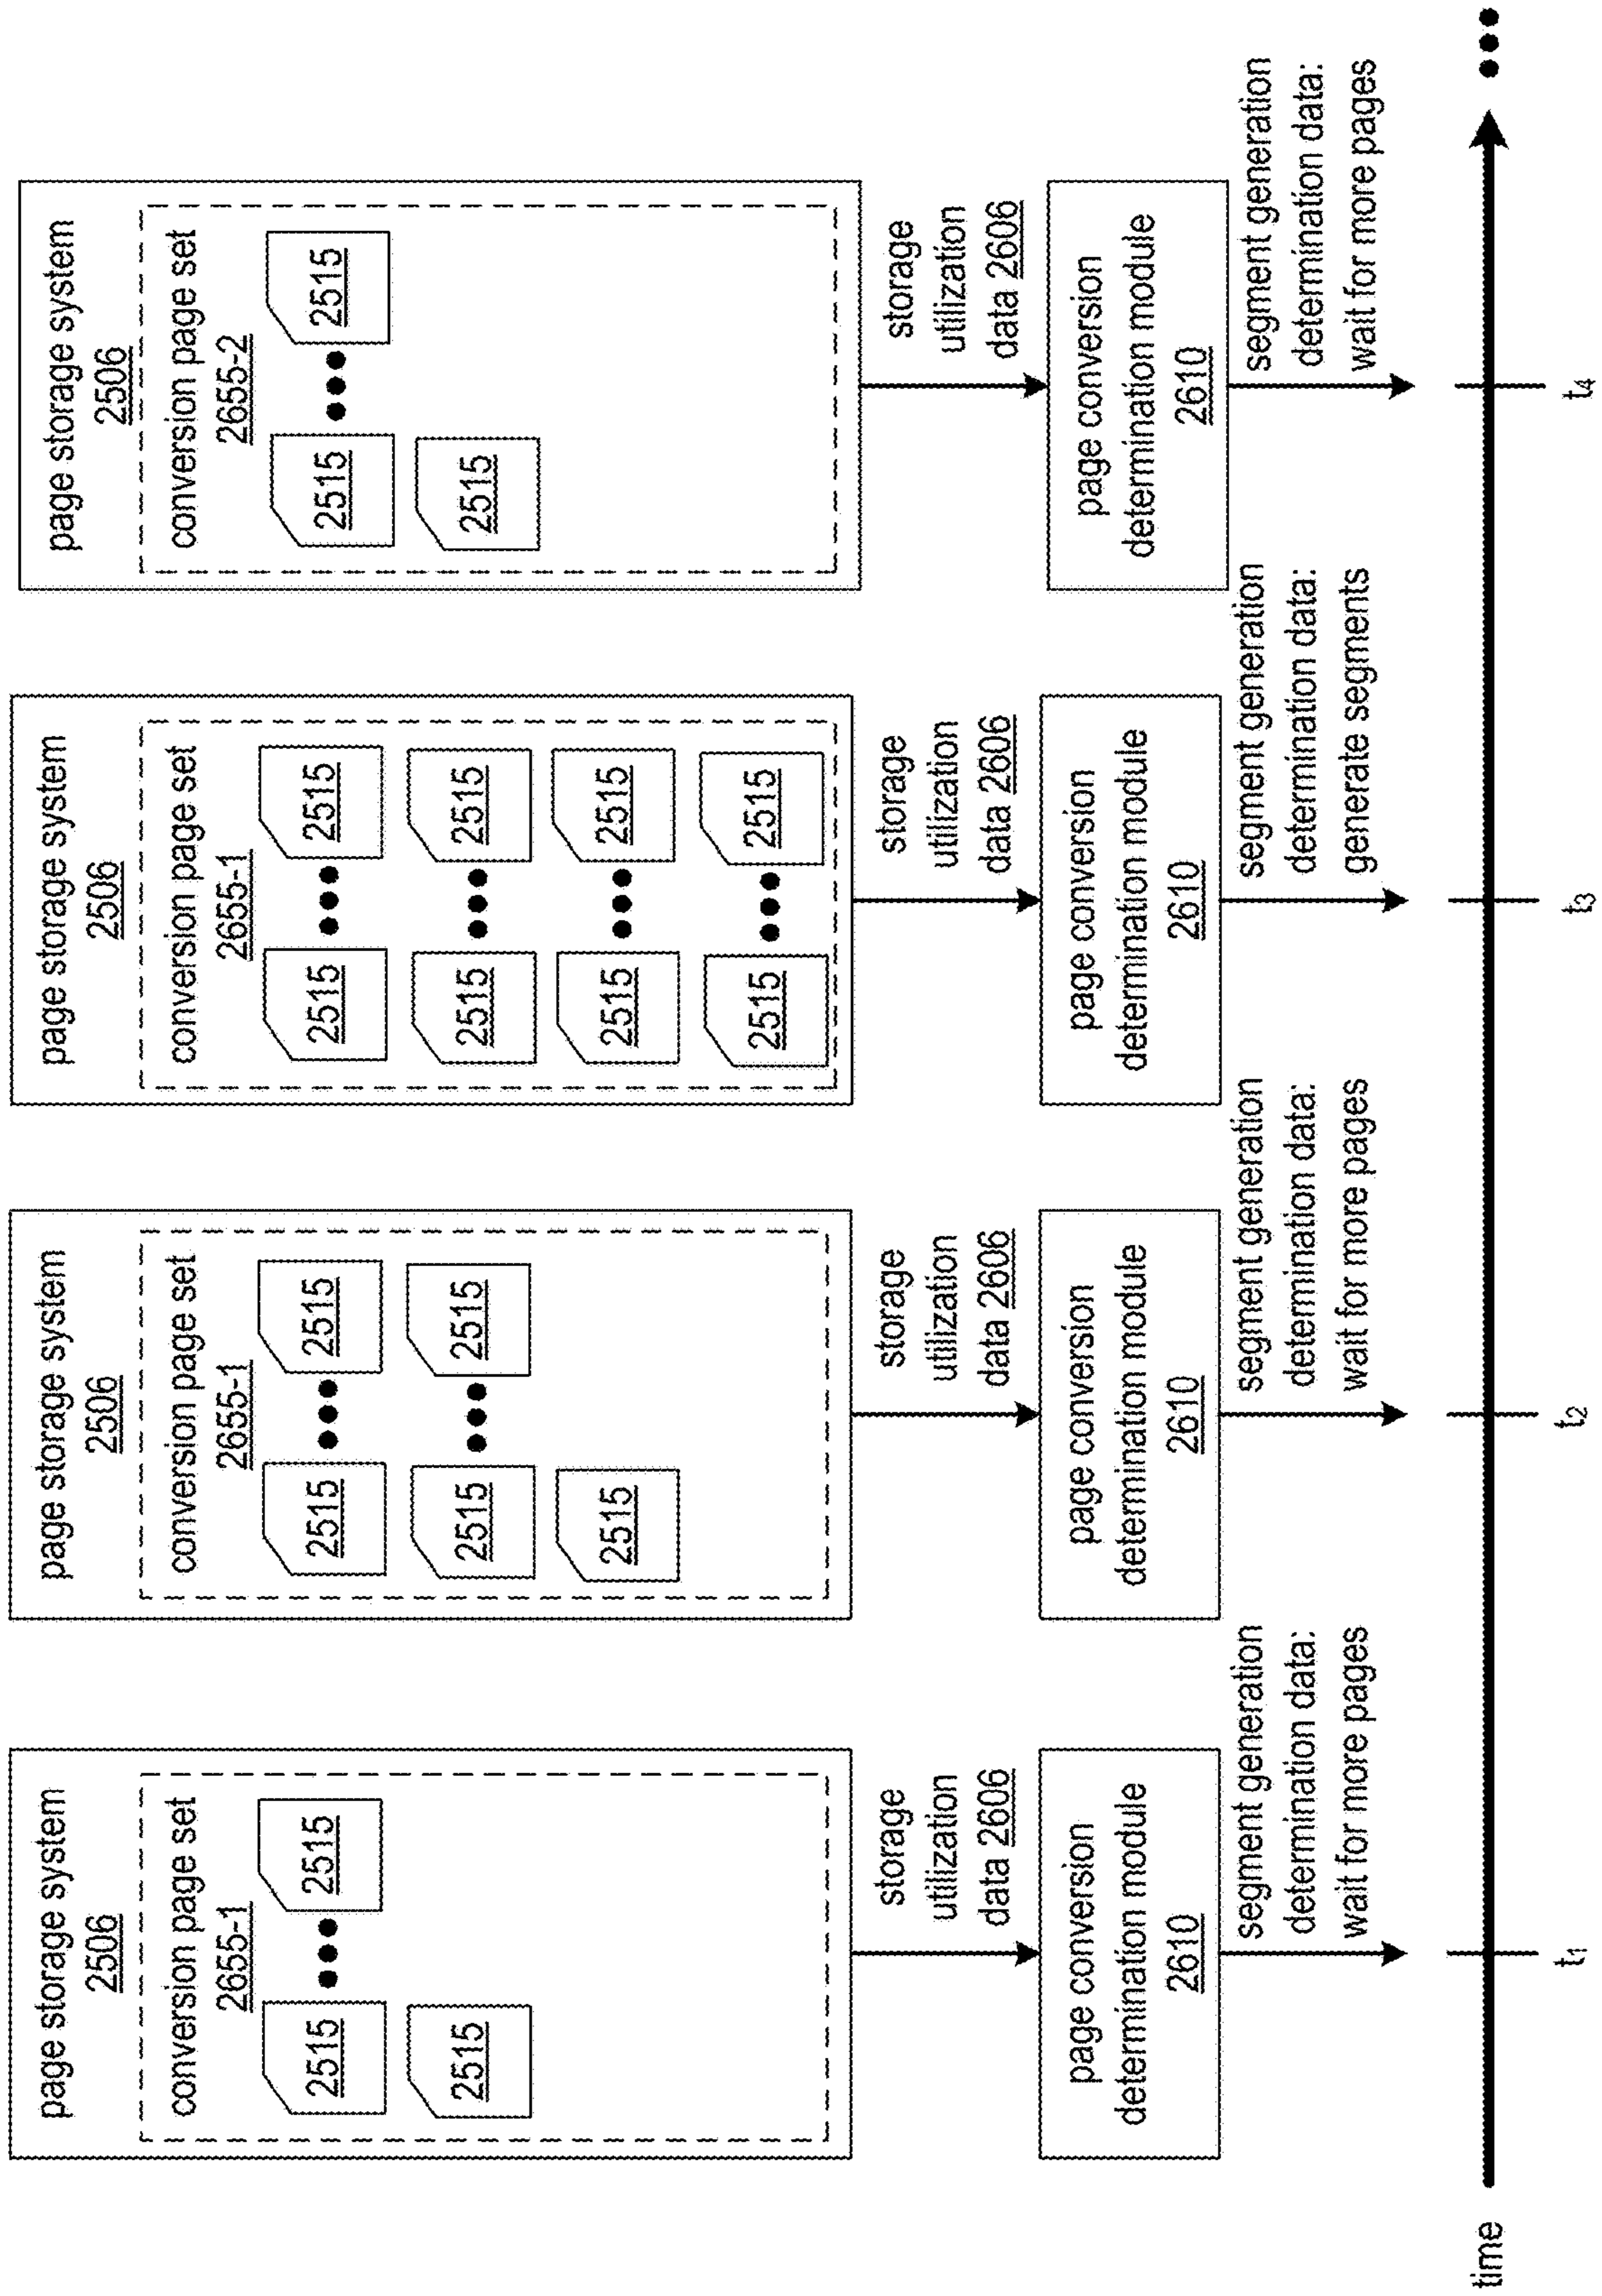 page storage system
2506
conversion page set
2655-1
2515 2515
2515
storage
utilization
data 2606
page conversion
determination module
2610
segment generation
determination data:
wait for more pages
t1
page storage system
2506
conversion page set
2655-1
2515 2515
2515 2515
2515
storage
utilization
data 2606
page conversion
determination module
2610
segment generation
determination data:
wait for more pages
t2
page storage system
2506
conversion page set
2655-1
2515 2515
2515 2515
2515 2515
2515 2515
storage
utilization
data 2606
page conversion
determination module
2610
segment generation
determination data:
generate segments
t3
page storage system
2506
conversion page set
2655-2
2515 2515
2515
storage
utilization
data 2606
page conversion
determination module
2610
segment generation
determination data:
wait for more pages
t4
time